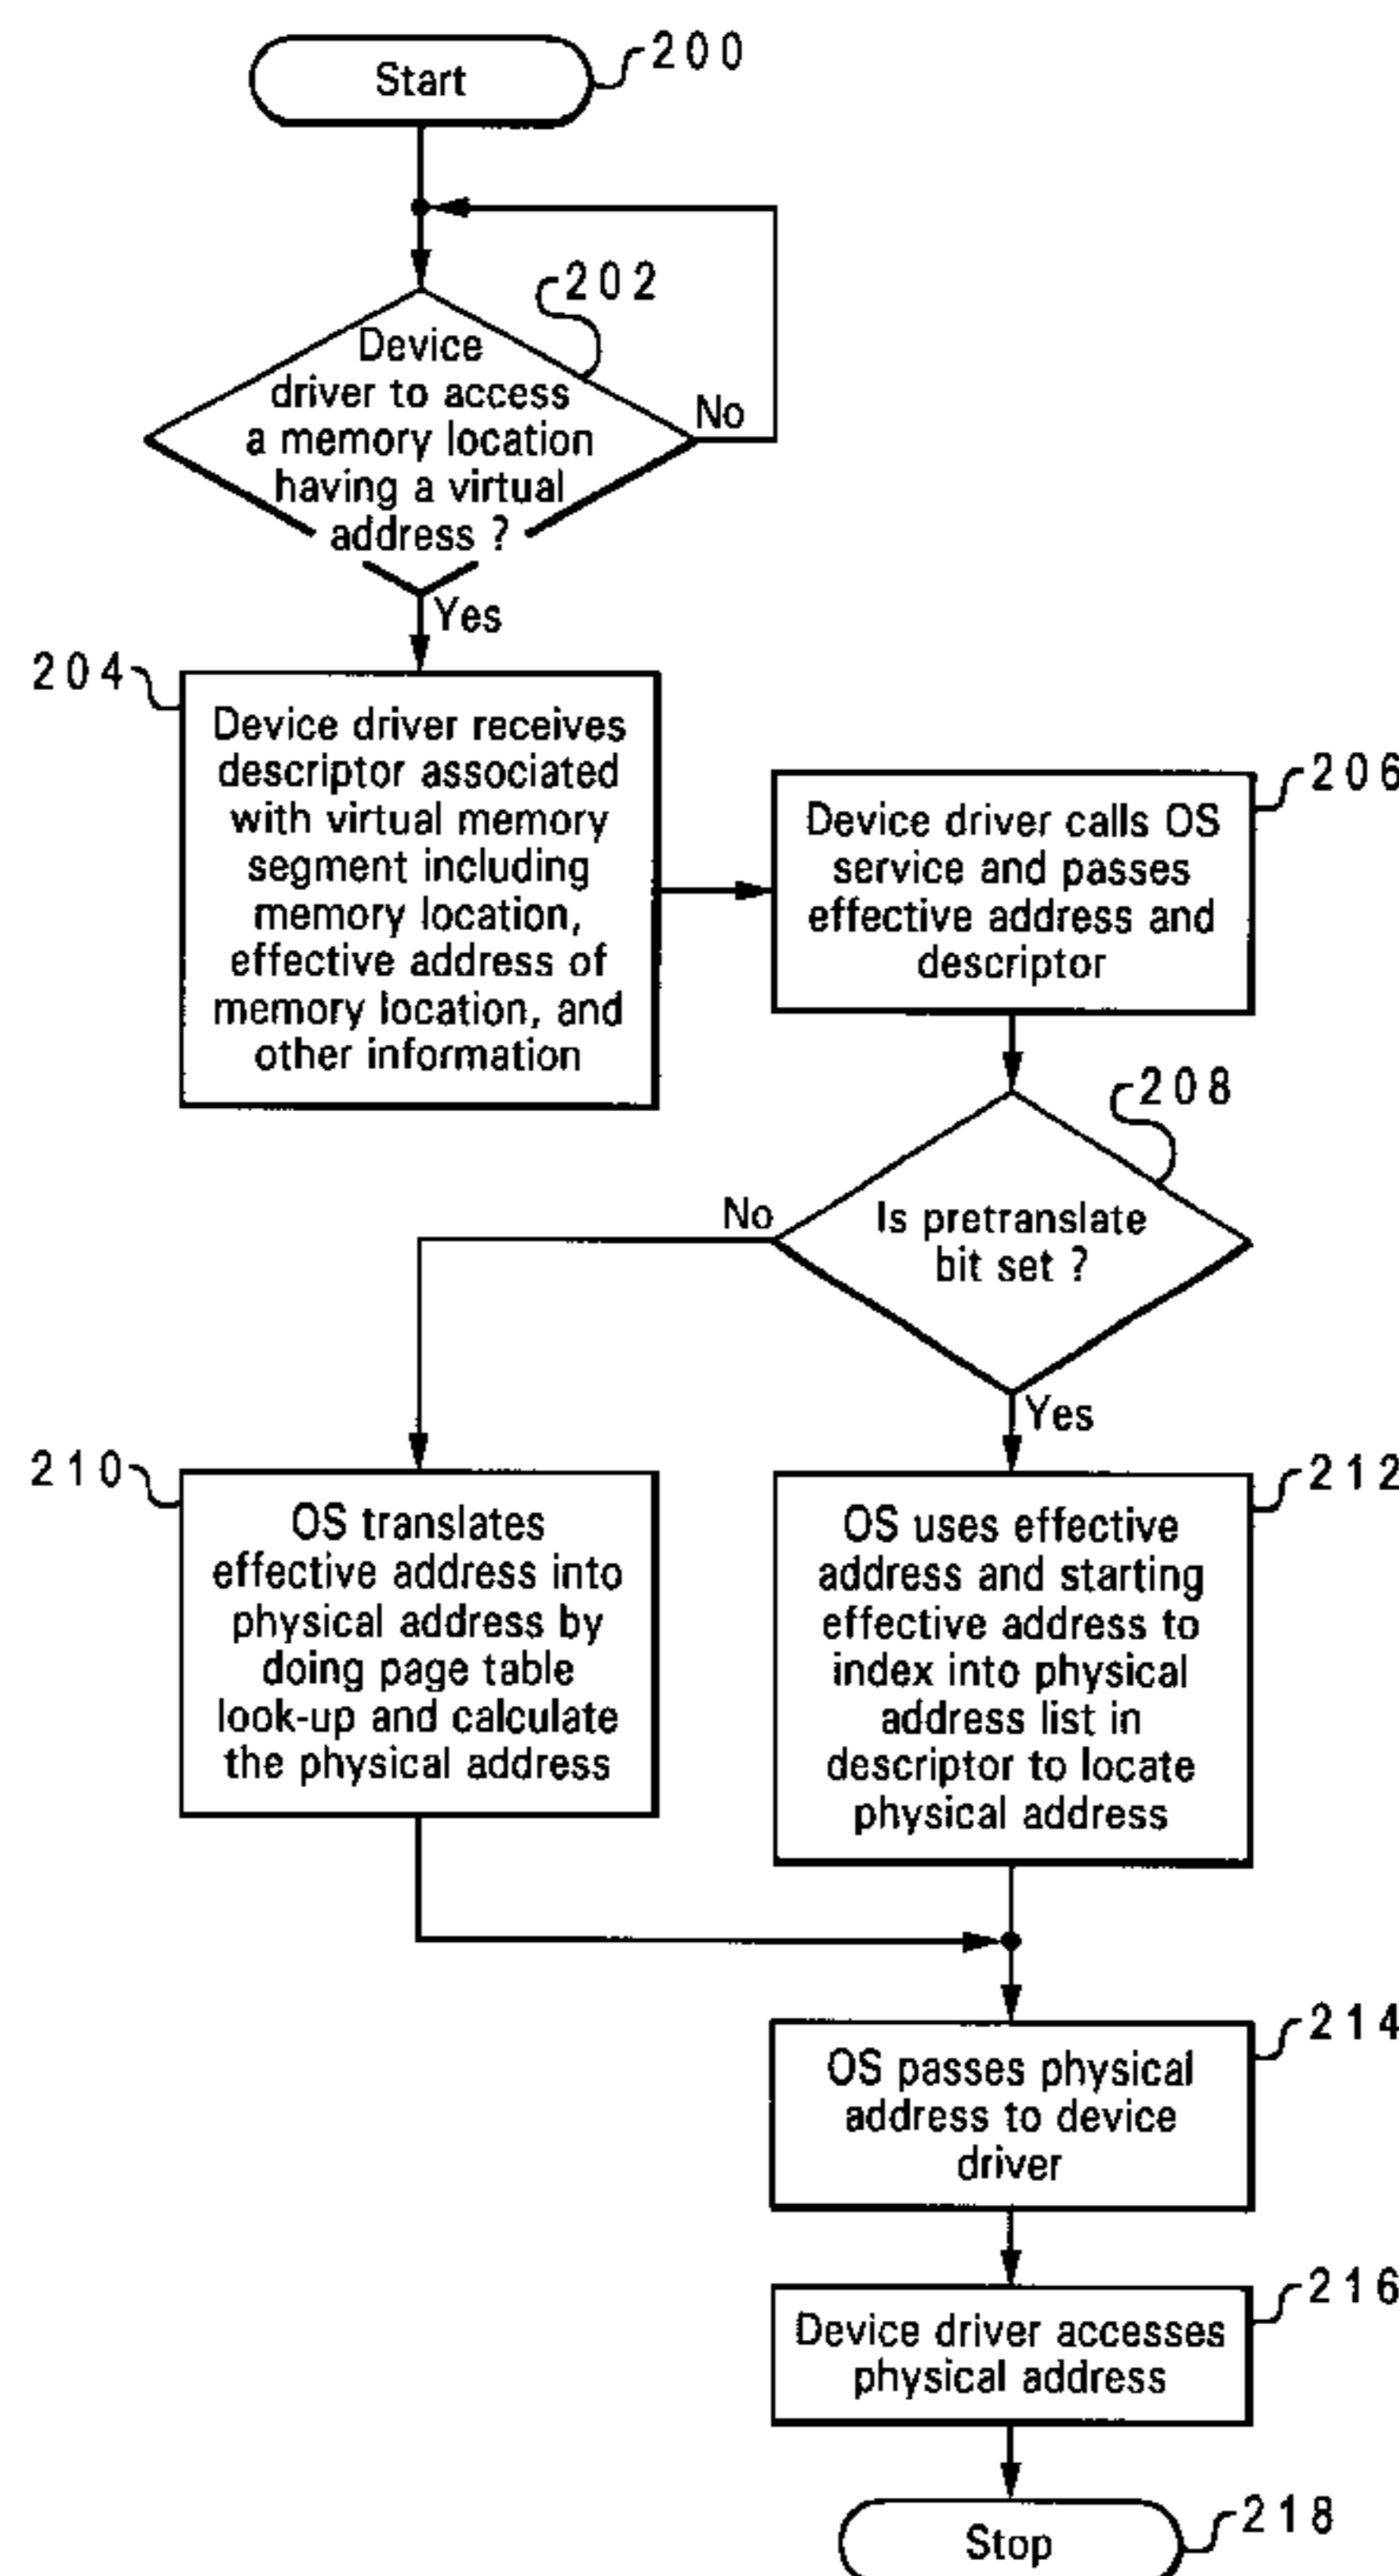 Start
200
202
Device
driver to access
a memory location
having a virtual
address ?
No
Yes
204
Device driver receives
descriptor associated
with virtual memory
segment including
memory location,
effective address of
memory location, and
other information
206
Device driver calls OS
service and passes
effective address and
descriptor
208
Is pretranslate
bit set ?
No
Yes
210
OS translates
effective address into
physical address by
doing page table
look-up and calculate
the physical address
212
OS uses effective
address and starting
effective address to
index into physical
address list in
descriptor to locate
physical address
214
OS passes physical
address to device
driver
216
Device driver accesses
physical address
Stop
218